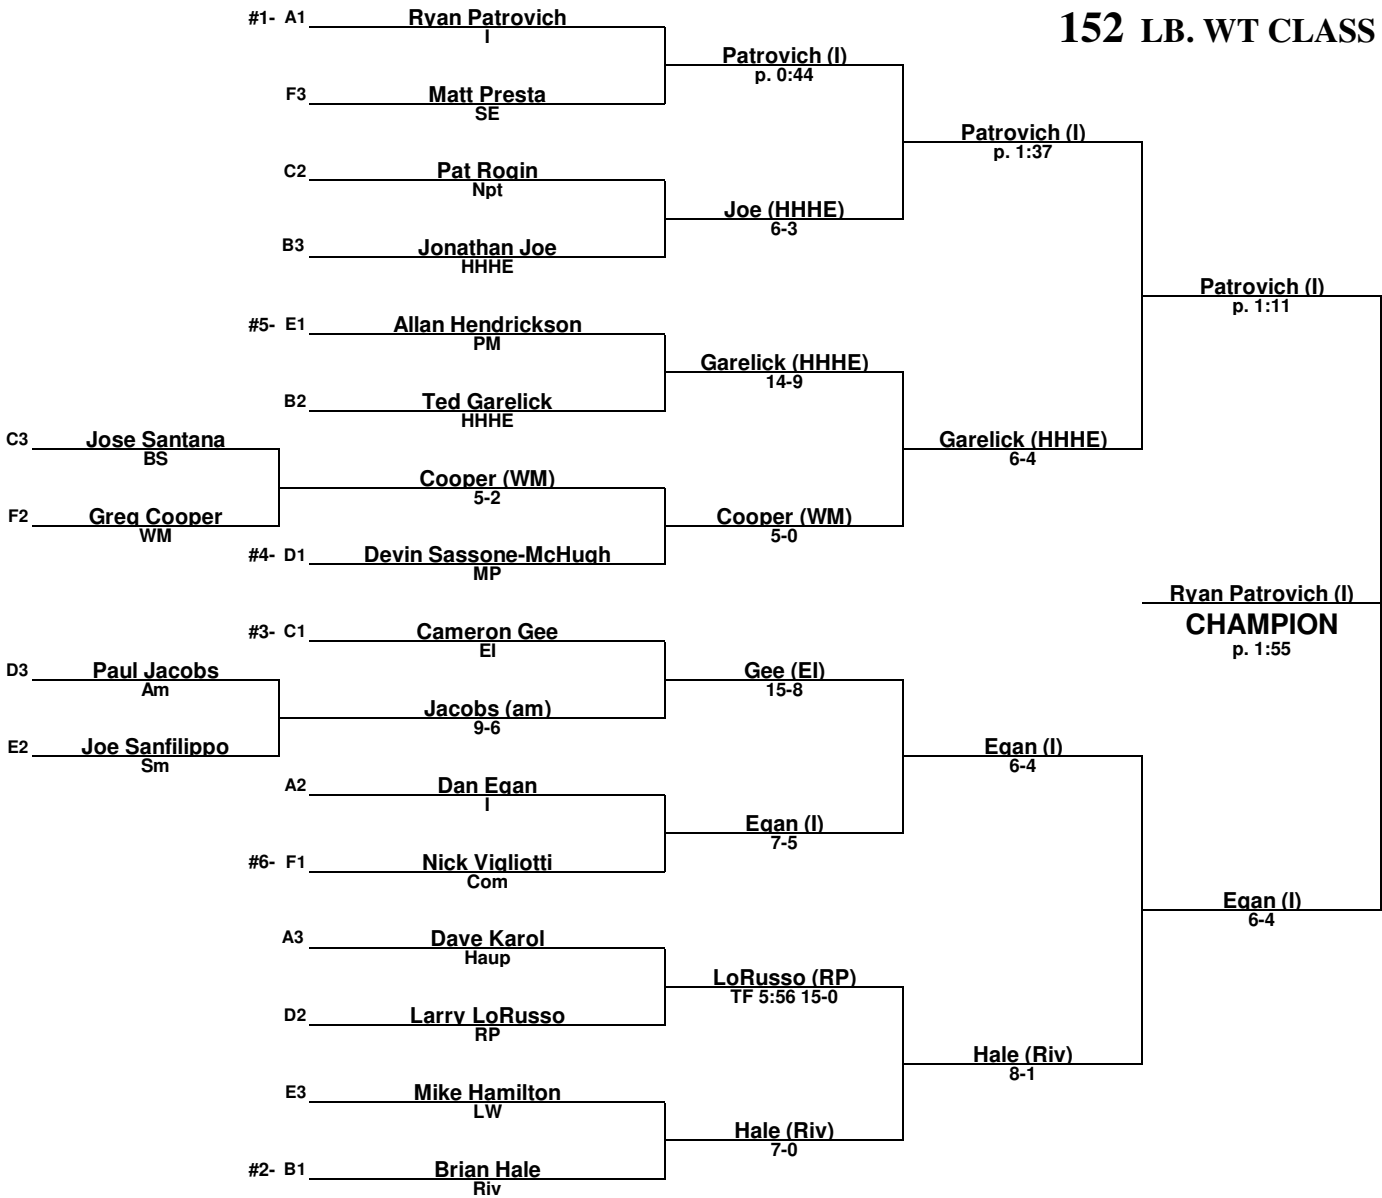 152 LB. WT CLASS
#1- A1 Ryan Patrovich
I
Patrovich (I)
p. 0:44
F3 Matt Presta
SE
Patrovich (I)
p. 1:37
C2 Pat Rogin
Npt
Joe (HHHE)
6-3
B3 Jonathan Joe
HHHE
Patrovich (I)
p. 1:11
#5- E1 Allan Hendrickson
PM
Garelick (HHHE)
14-9
B2 Ted Garelick
HHHE
C3 Jose Santana
BS
Garelick (HHHE)
6-4
Cooper (WM)
5-2
F2 Greg Cooper
WM
Cooper (WM)
5-0
#4- D1 Devin Sassone-McHugh
MP
Ryan Patrovich (I)
CHAMPION
p. 1:55
#3- C1 Cameron Gee
EI
D3 Paul Jacobs
Am
Gee (EI)
15-8
Jacobs (am)
9-6
E2 Joe Sanfilippo
Sm
Egan (I)
6-4
A2 Dan Egan
I
Egan (I)
7-5
#6- F1 Nick Vigliotti
Com
Egan (I)
6-4
A3 Dave Karol
Haup
LoRusso (RP)
TF 5:56 15-0
D2 Larry LoRusso
RP
Hale (Riv)
8-1
E3 Mike Hamilton
LW
Hale (Riv)
7-0
#2- B1 Brian Hale
Riv